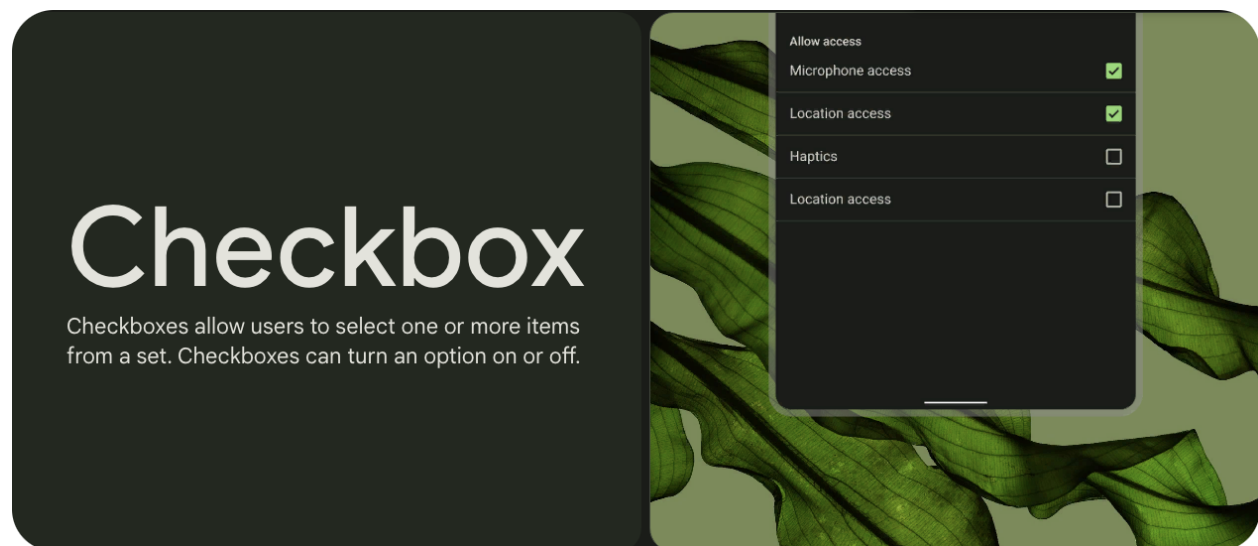 Checkbox
Checkboxes allow users to select one or more items
from a set. Checkboxes can turn an option on or off.
Allow access
Microphone access
Location access
Haptics
Location access